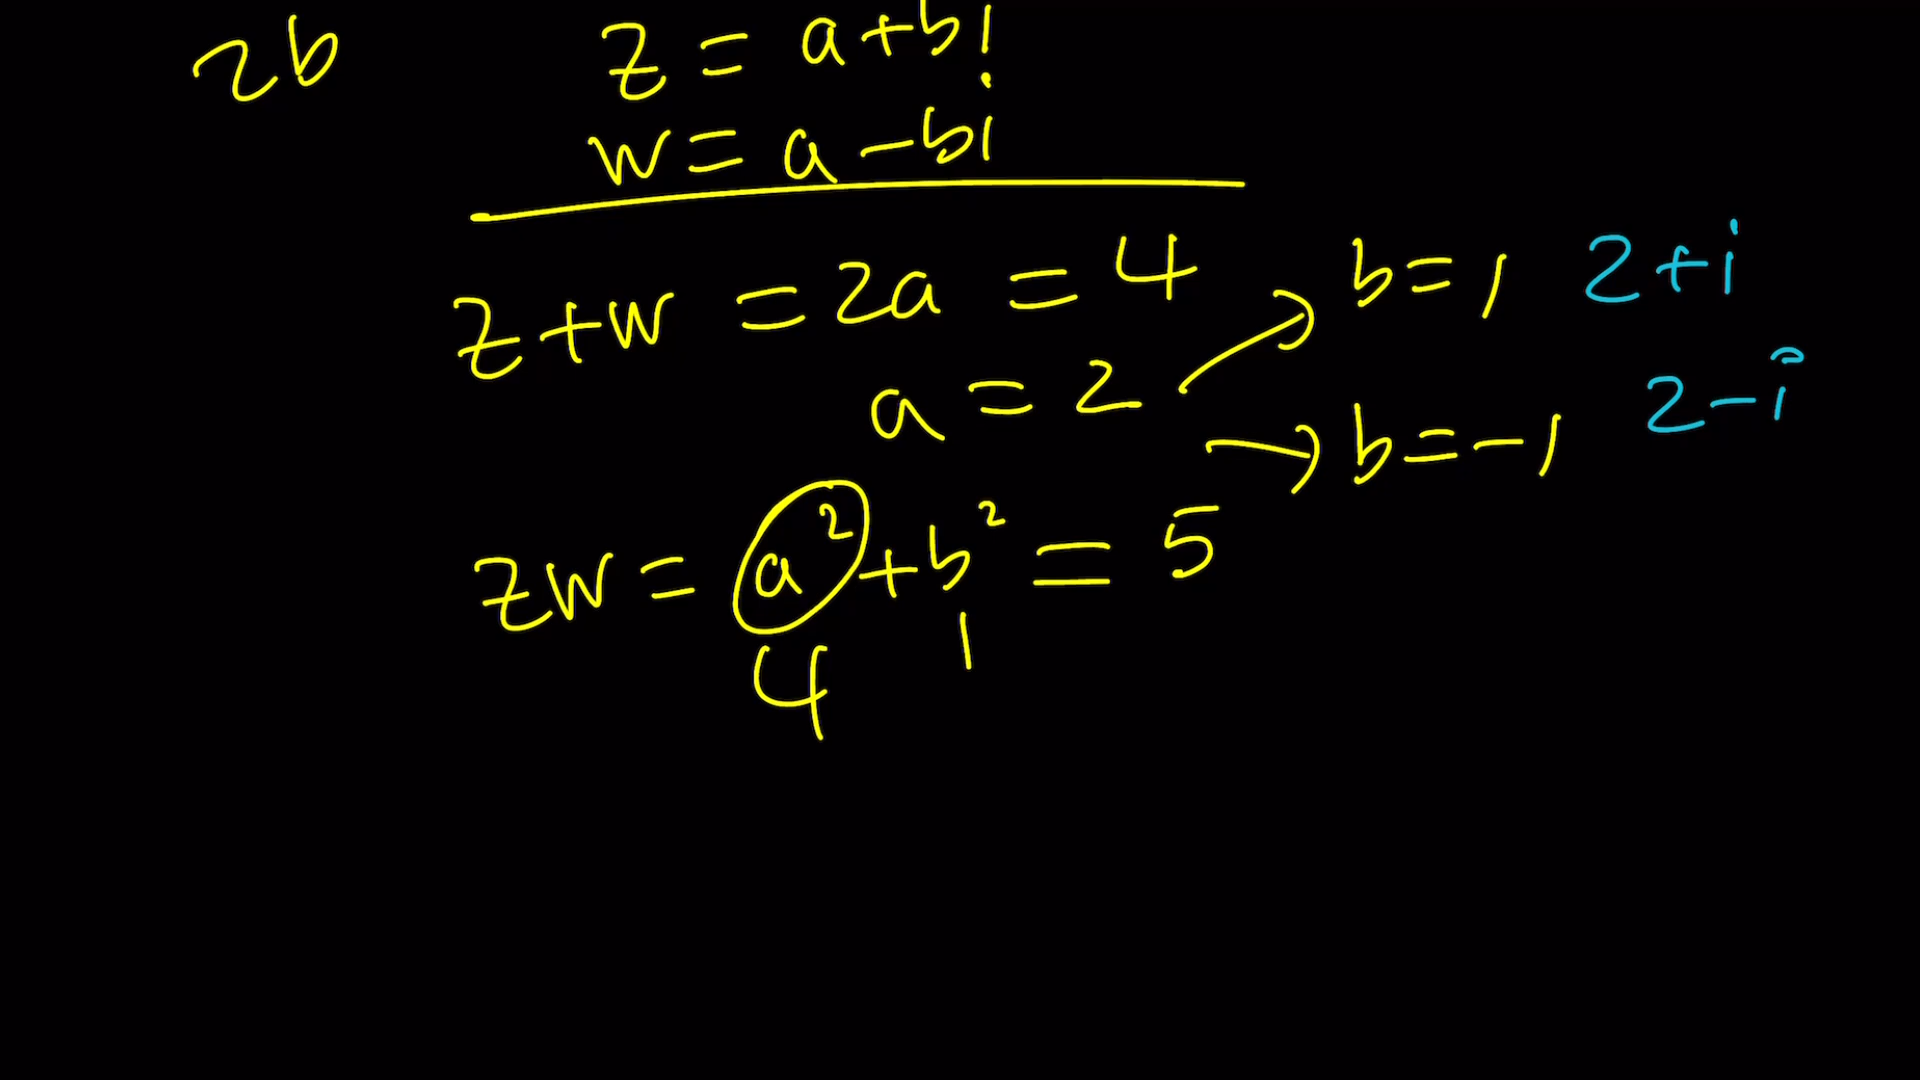 2b
z = a+bi
w = a-bi
z+w = 2a = 4
b=1 2+i
a = 2
2-i
b=-1
zw = a²+b² = 5
4 1